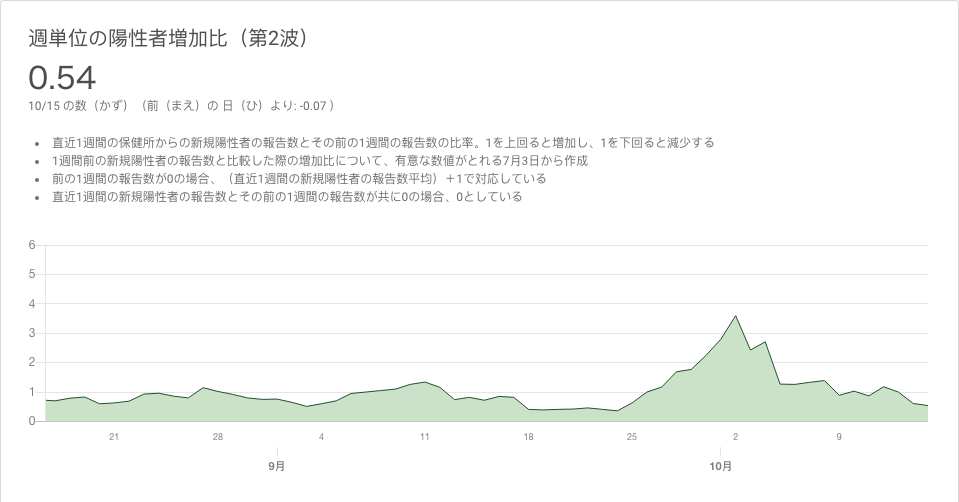 週単位の陽性者増加比（第2波）
0.54
10/15 の数（かず）（前（まえ）の 日（ひ）より: -0.07 ）
• 直近1週間の保健所からの新規陽性者の報告数とその前の1週間の報告数の比率。1を上回ると増加し、1を下回ると減少する
• 1週間前の新規陽性者の報告数と比較した際の増加比について、有意な数値がとれる7月3日から作成
• 前の1週間の報告数が0の場合、（直近1週間の新規陽性者の報告数平均）＋1で対応している
• 直近1週間の新規陽性者の報告数とその前の1週間の報告数が共に0の場合、0としている
6
5
4
3
2
1
0
21 28 4 11 18 25 2 9
9月 10月